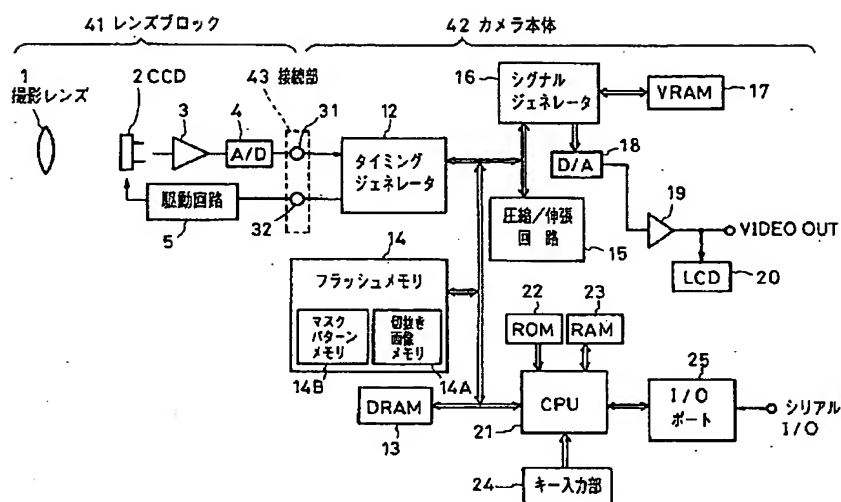 41 レンズブロック
42 カメラ本体
1
撮影レンズ
2 CCD
3
4
A/D
43 接続部
31
32
駆動回路
5
12
タイミング
ジェネレータ
16
シグナル
ジェネレータ
VRAM
17
D/A
18
圧縮/伸張
回路
15
19
VIDEO OUT
LCD
20
14
フラッシュメモリ
マスク
パターン
メモリ
14B
切抜き
画像
メモリ
14A
DRAM
13
22
ROM
23
RAM
CPU
21
25
I/O
ポート
シリアル
I/O
24
キー入力部